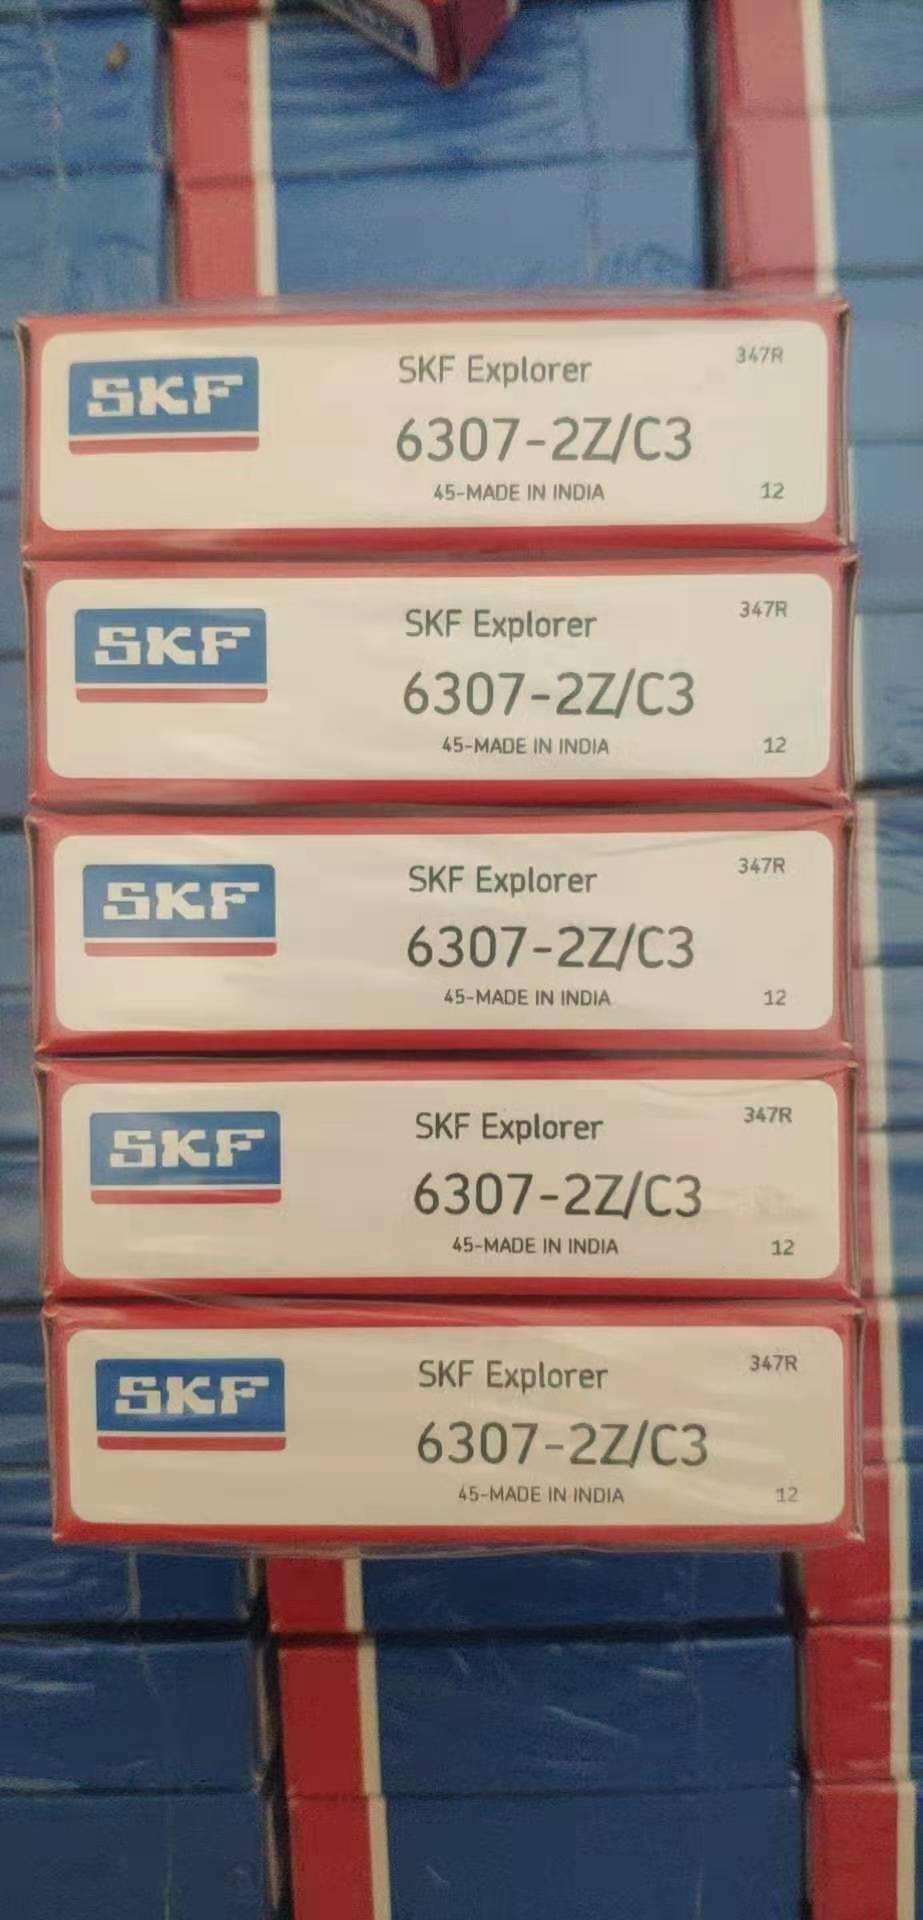 SKF
SKF Explorer
347R
6307-2Z/C3
45-MADE IN INDIA
12
SKF
SKF Explorer
347R
6307-2Z/C3
45-MADE IN INDIA
12
SKF
SKF Explorer
347R
6307-2Z/C3
45-MADE IN INDIA
12
SKF
SKF Explorer
347R
6307-2Z/C3
45-MADE IN INDIA
12
SKF
SKF Explorer
347R
6307-2Z/C3
45-MADE IN INDIA
12